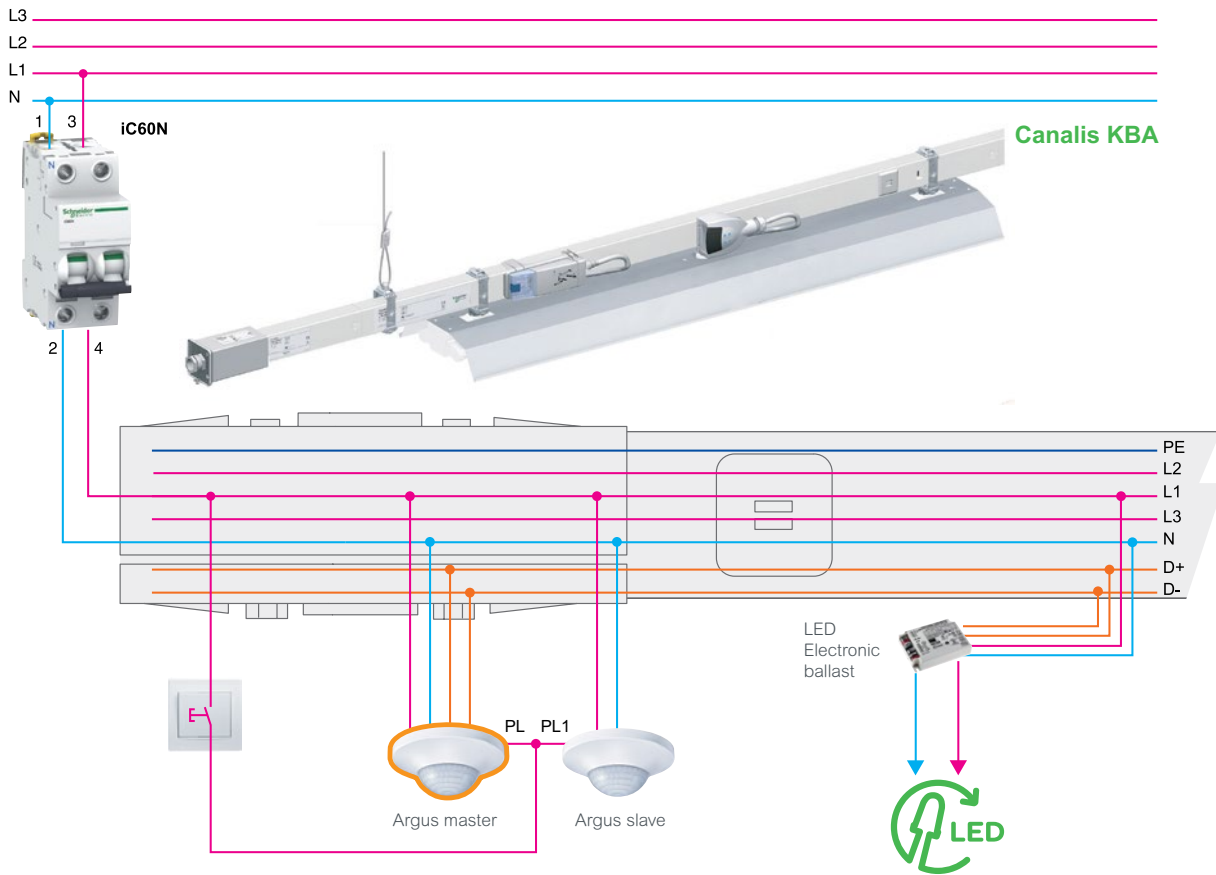 L3
L2
L1
N
1 3
iC60N
Canalis KBA
N
Schneider
N
2 4
PE
L2
L1
L3
N
D+
D-
LED
Electronic
ballast
PL PL1
Argus master
Argus slave
LED